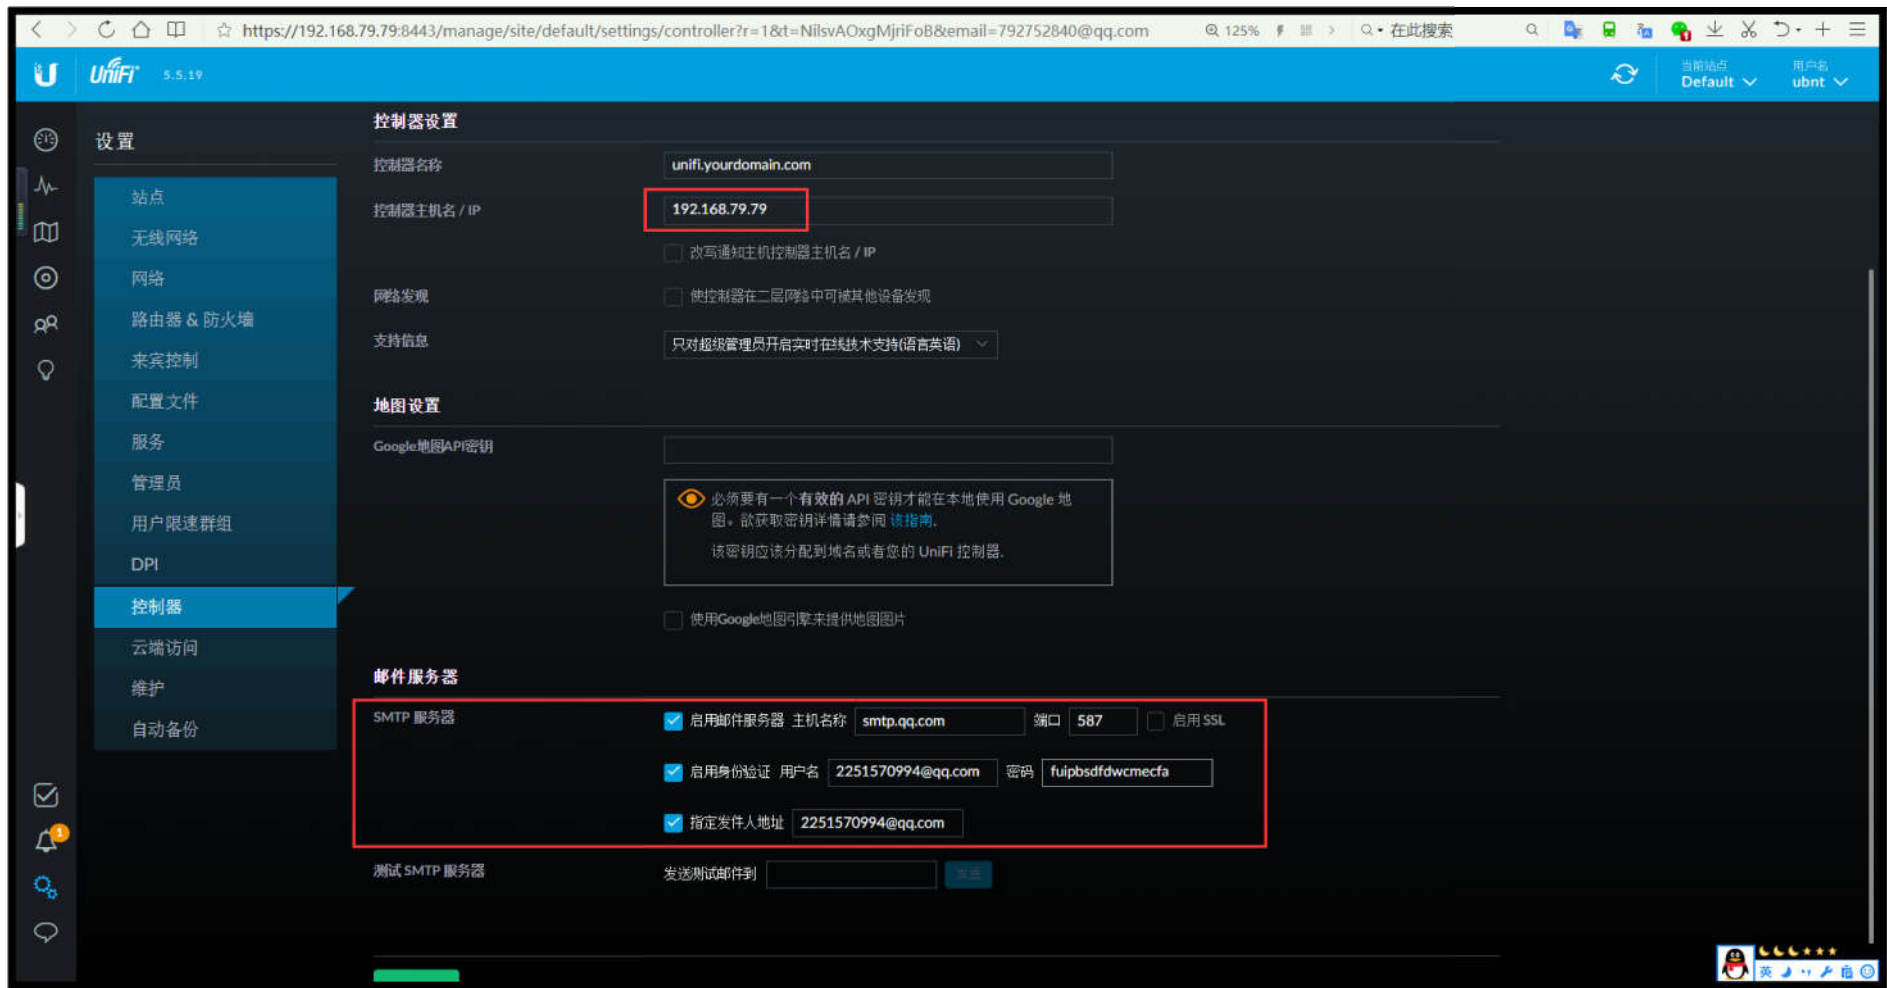 https://192.168.79.79:8443/manage/site/default/settings/controller?r=1&t=NilsvAOxgMjriFoB&email=792752840@qq.com 125% 在此搜索
UniFi 5.5.19 当前站点 用户名
Default ubnt
设置
站点
无线网络
网络
路由器 & 防火墙
来宾控制
配置文件
服务
管理员
用户限速群组
DPI
控制器
云端访问
维护
自动备份
1
控制器设置
控制器名称 unifi.yourdomain.com
控制器主机名 / IP 192.168.79.79
改写通知主机控制器主机名 / IP
网络发现 使控制器在二层网络中可被其他设备发现
支持信息 只对超级管理员开启实时在线技术支持(语言英语)
地图设置
Google地图API密钥
必须要有一个有效的 API 密钥才能在本地使用 Google 地
图。欲获取密钥详情请参阅 该指南.
该密钥应该分配到域名或者您的 UniFi 控制器.
使用Google地图引擎来提供地图图片
邮件服务器
SMTP 服务器 启用邮件服务器 主机名称 smtp.qq.com 端口 587 启用 SSL
启用身份验证 用户名 2251570994@qq.com 密码 fuipbsdfdwcmecfa
指定发件人地址 2251570994@qq.com
测试 SMTP 服务器 发送测试邮件到
英